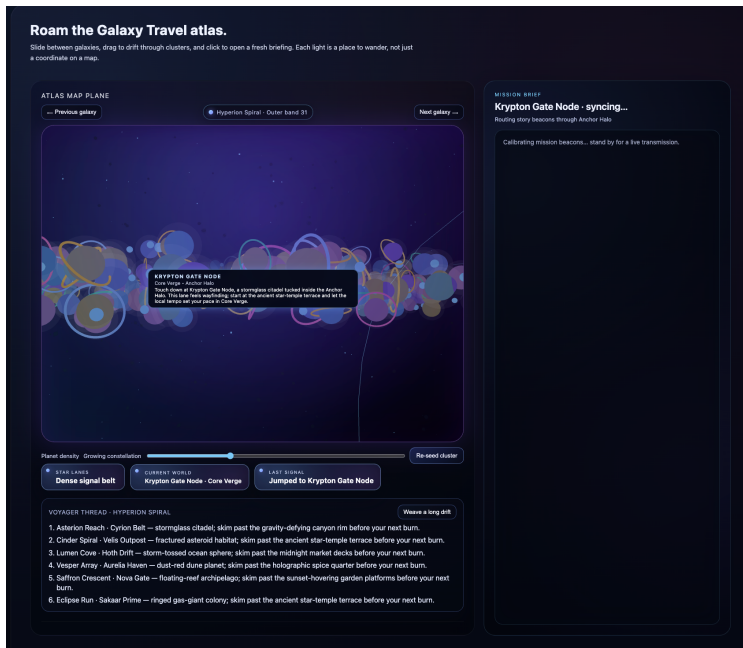 Roam the Galaxy Travel atlas.
Slide between galaxies, drag to drift through clusters, and click to open a fresh briefing. Each light is a place to wander, not just
a coordinate on a map.
ATLAS MAP PLANE
← Previous galaxy
Hyperion Spiral · Outer band 31
Next galaxy →
KRYPTON GATE NODE
Core Verge · Anchor Halo
Touch down at Krypton Gate Node, a stormglass citadel tucked inside the Anchor
Halo. This lane feels wayfinding; start at the ancient star-temple terrace and let the
local tempo set your pace in Core Verge.
Planet density Growing constellation
Re-seed cluster
STAR LANES
Dense signal belt
CURRENT WORLD
Krypton Gate Node · Core Verge
LAST SIGNAL
Jumped to Krypton Gate Node
VOYAGER THREAD · HYPERION SPIRAL
Weave a long drift
1. Asterion Reach · Cyrion Belt — stormglass citadel; skim past the gravity-defying canyon rim before your next burn.
2. Cinder Spiral · Velis Outpost — fractured asteroid habitat; skim past the ancient star-temple terrace before your next burn.
3. Lumen Cove · Hoth Drift — storm-tossed ocean sphere; skim past the midnight market decks before your next burn.
4. Vesper Array · Aurelia Haven — dust-red dune planet; skim past the holographic spice quarter before your next burn.
5. Saffron Crescent · Nova Gate — floating-reef archipelago; skim past the sunset-hovering garden platforms before your next
burn.
6. Eclipse Run · Sakaar Prime — ringed gas-giant colony; skim past the ancient star-temple terrace before your next burn.
MISSION BRIEF
Krypton Gate Node · syncing...
Routing story beacons through Anchor Halo
Calibrating mission beacons... stand by for a live transmission.